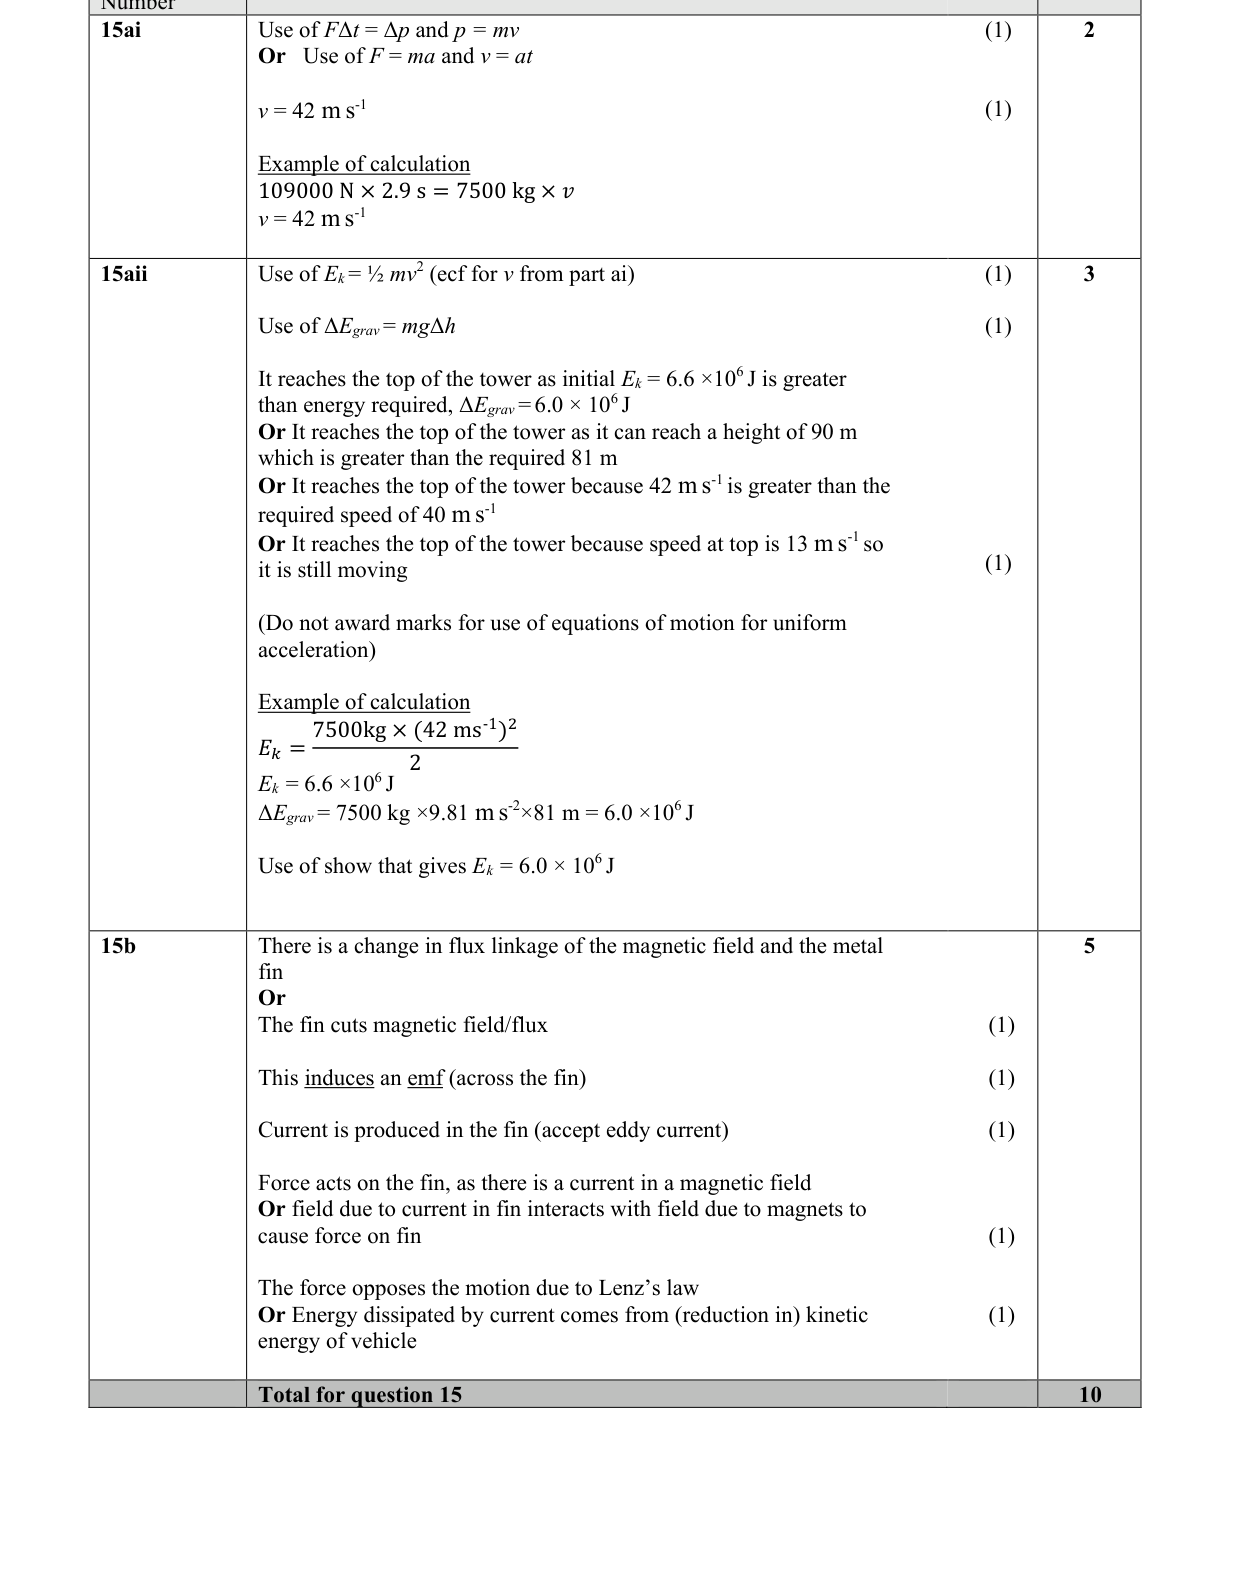 Number
15ai Use of FΔt = Δp and p = mv (1) 2
Or Use of F = ma and v = at
v = 42 m s⁻¹ (1)
Example of calculation
109000 N × 2.9 s = 7500 kg × v
v = 42 m s⁻¹
15aii Use of Eₖ = ½ mv² (ecf for v from part ai) (1) 3
Use of ΔE_grav = mgΔh (1)
It reaches the top of the tower as initial Eₖ = 6.6 ×10⁶ J is greater
than energy required, ΔE_grav = 6.0 × 10⁶ J
Or It reaches the top of the tower as it can reach a height of 90 m
which is greater than the required 81 m
Or It reaches the top of the tower because 42 m s⁻¹ is greater than the
required speed of 40 m s⁻¹
Or It reaches the top of the tower because speed at top is 13 m s⁻¹ so
it is still moving (1)
(Do not award marks for use of equations of motion for uniform
acceleration)
Example of calculation
Eₖ = 7500kg × (42 ms⁻¹)² / 2
Eₖ = 6.6 ×10⁶ J
ΔE_grav = 7500 kg ×9.81 m s⁻²×81 m = 6.0 ×10⁶ J
Use of show that gives Eₖ = 6.0 × 10⁶ J
15b There is a change in flux linkage of the magnetic field and the metal 5
fin
Or
The fin cuts magnetic field/flux (1)
This induces an emf (across the fin) (1)
Current is produced in the fin (accept eddy current) (1)
Force acts on the fin, as there is a current in a magnetic field
Or field due to current in fin interacts with field due to magnets to
cause force on fin (1)
The force opposes the motion due to Lenz’s law
Or Energy dissipated by current comes from (reduction in) kinetic (1)
energy of vehicle
Total for question 15 10